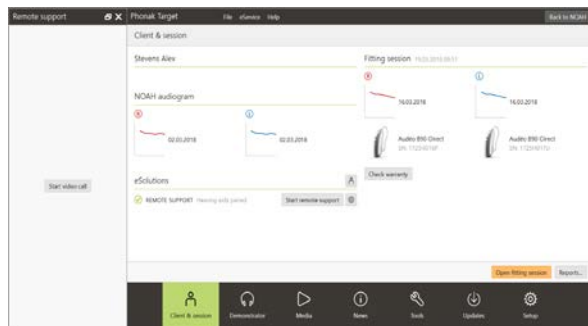 Remote support
Phonak Target
File eService Help
Back to NOAH
Client & session
Stevens Alex
Fitting session
NOAH audiogram
R
L
02.03.2018
02.03.2018
R
L
16.03.2018
16.03.2018
Audéo B90-Direct
Audéo B90-Direct
Check warranty
eSolutions
REMOTE SUPPORT Hearing aids paired
Start remote support
Start video call
Open fitting session
Reports...
Client & session
Demonstrator
Media
News
Tools
Updates
Setup